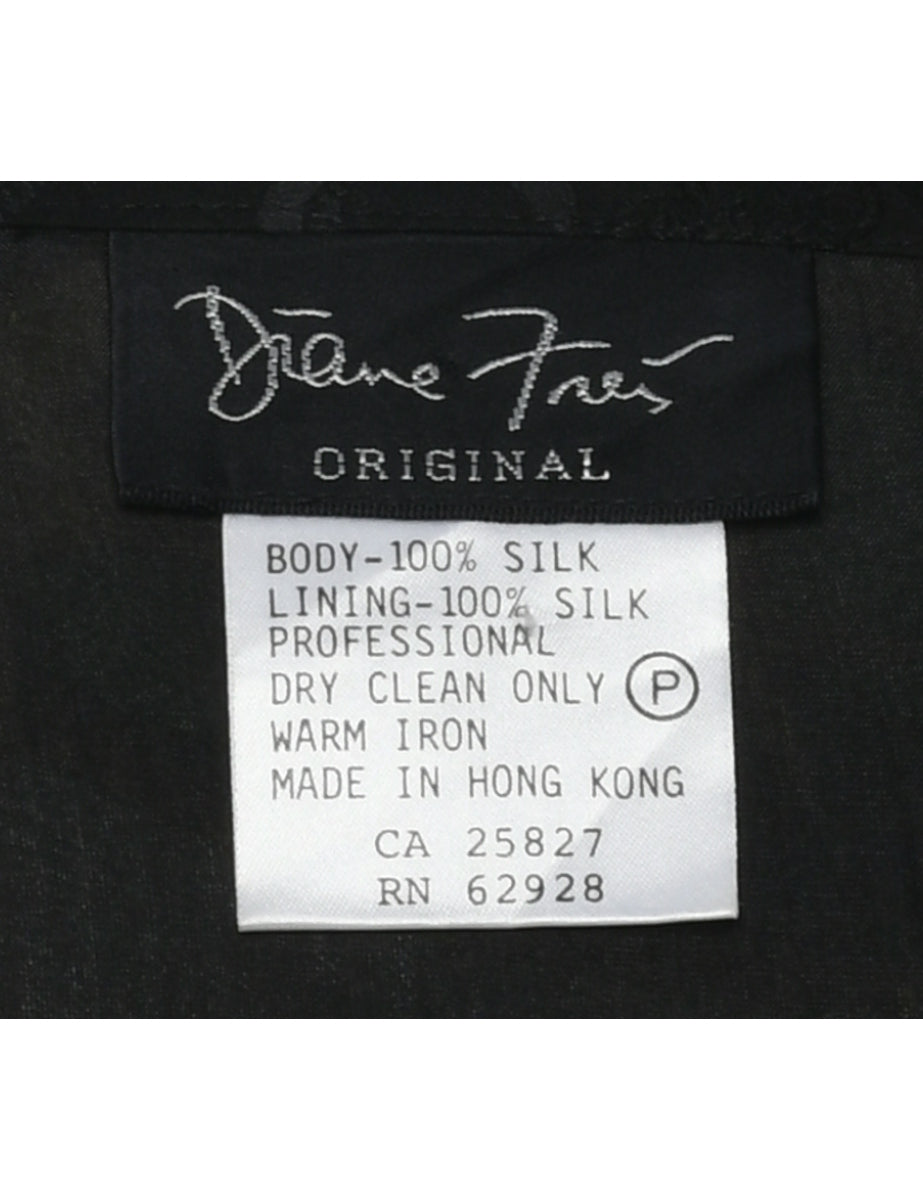 Diane Freis
ORIGINAL
BODY-100% SILK
LINING-100% SILK
PROFESSIONAL
DRY CLEAN ONLY Ⓟ
WARM IRON
MADE IN HONG KONG
CA 25827
RN 62928